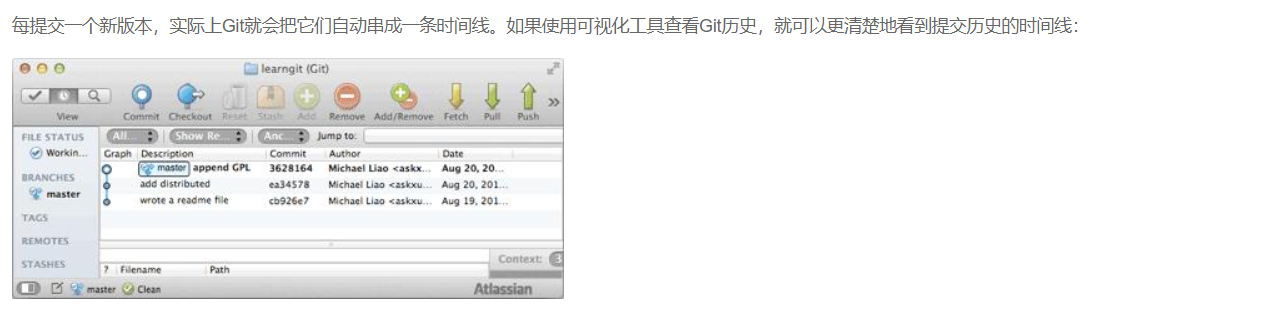 每提交一个新版本，实际上Git就会把它们自动串成一条时间线。如果使用可视化工具查看Git历史，就可以更清楚地看到提交历史的时间线：
learngit (Git)
View Commit Checkout Reset Stash Add Remove Add/Remove Fetch Pull Push »
All... Show Re... Anc... Jump to:
FILE STATUS
Workin...
BRANCHES
master
TAGS
REMOTES
STASHES
Graph Description Commit Author Date
master append GPL 3628164 Michael Liao <askx... Aug 20, 20...
add distributed ea34578 Michael Liao <askxu... Aug 20, 201...
wrote a readme file cb926e7 Michael Liao <askxu... Aug 19, 201...
Context: 3
? Filename Path
master Clean Atlassian